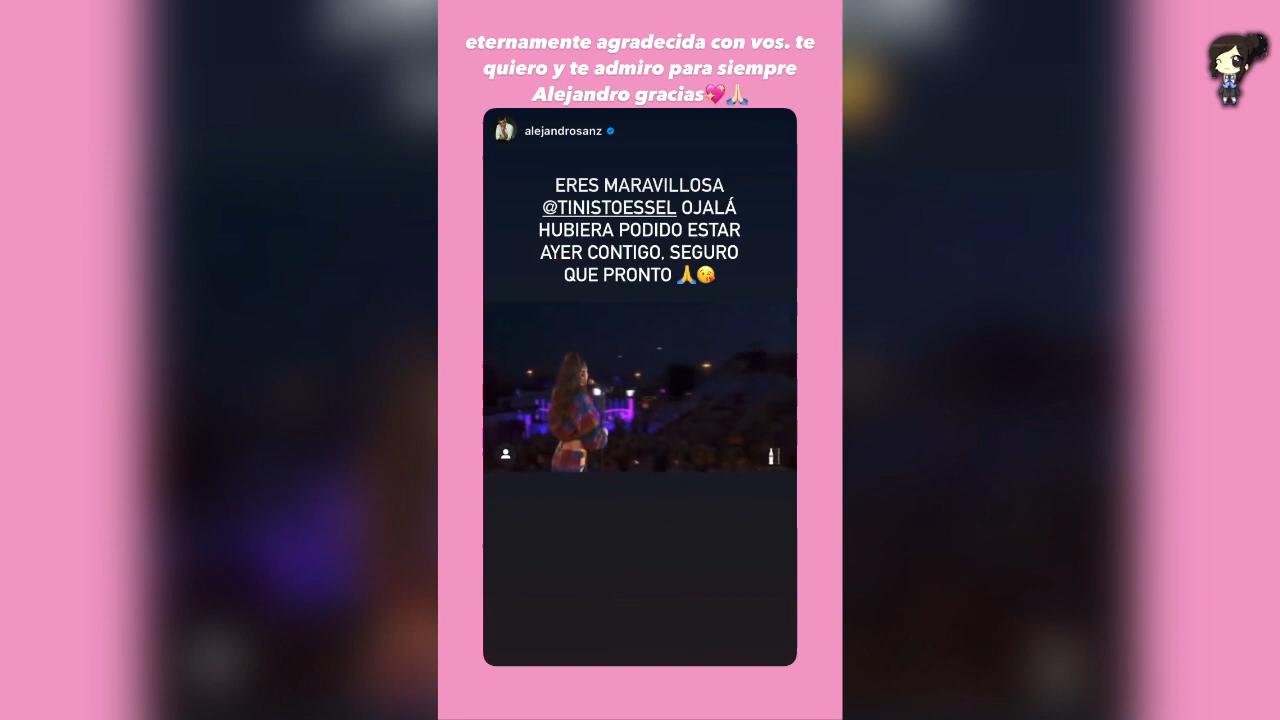 eternamente agradecida con vos. te
quiero y te admiro para siempre
Alejandro gracias💖🙏🏻
alejandrosanz
ERES MARAVILLOSA
@TINISTOESSEL OJALÁ
HUBIERA PODIDO ESTAR
AYER CONTIGO, SEGURO
QUE PRONTO 🙏😘